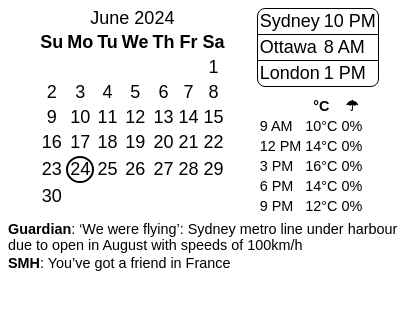 June 2024
Su Mo Tu We Th Fr Sa
1
2 3 4 5 6 7 8
9 10 11 12 13 14 15
16 17 18 19 20 21 22
23 24 25 26 27 28 29
30
Sydney 10 PM
Ottawa 8 AM
London 1 PM
°C ☂
9 AM 10°C 0%
12 PM 14°C 0%
3 PM 16°C 0%
6 PM 14°C 0%
9 PM 12°C 0%
Guardian: ‘We were flying’: Sydney metro line under harbour
due to open in August with speeds of 100km/h
SMH: You’ve got a friend in France